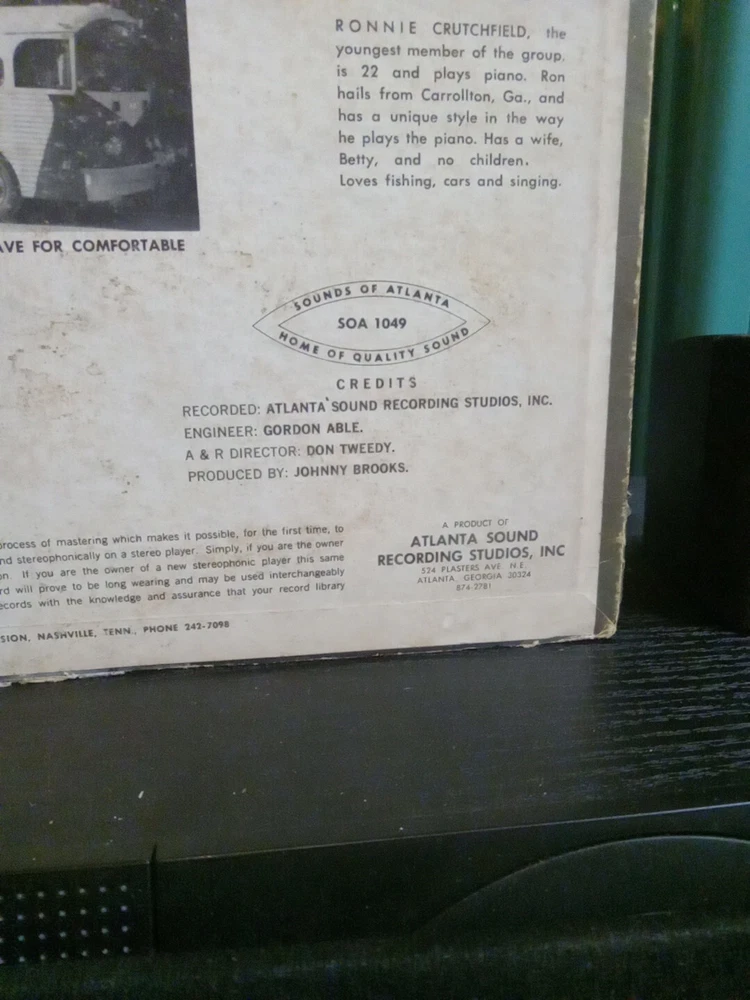 RONNIE CRUTCHFIELD, the
youngest member of the group,
is 22 and plays piano. Ron
hails from Carrollton, Ga., and
has a unique style in the way
he plays the piano. Has a wife,
Betty, and no children.
Loves fishing, cars and singing.
AVE FOR COMFORTABLE
SOUNDS OF ATLANTA
SOA 1049
HOME OF QUALITY SOUND
CREDITS
RECORDED: ATLANTA SOUND RECORDING STUDIOS, INC.
ENGINEER: GORDON ABLE.
A & R DIRECTOR: DON TWEEDY.
PRODUCED BY: JOHNNY BROOKS.
process of mastering which makes it possible, for the first time, to
nd stereophonically on a stereo player. Simply, if you are the owner
on. If you are the owner of a new stereophonic player this same
rd will prove to be long wearing and may be used interchangeably
ecords with the knowledge and assurance that your record library
SION, NASHVILLE, TENN., PHONE 242-7098
A PRODUCT OF
ATLANTA SOUND
RECORDING STUDIOS, INC
524 PLASTERS AVE N.E.
ATLANTA, GEORGIA 30324
874-2781